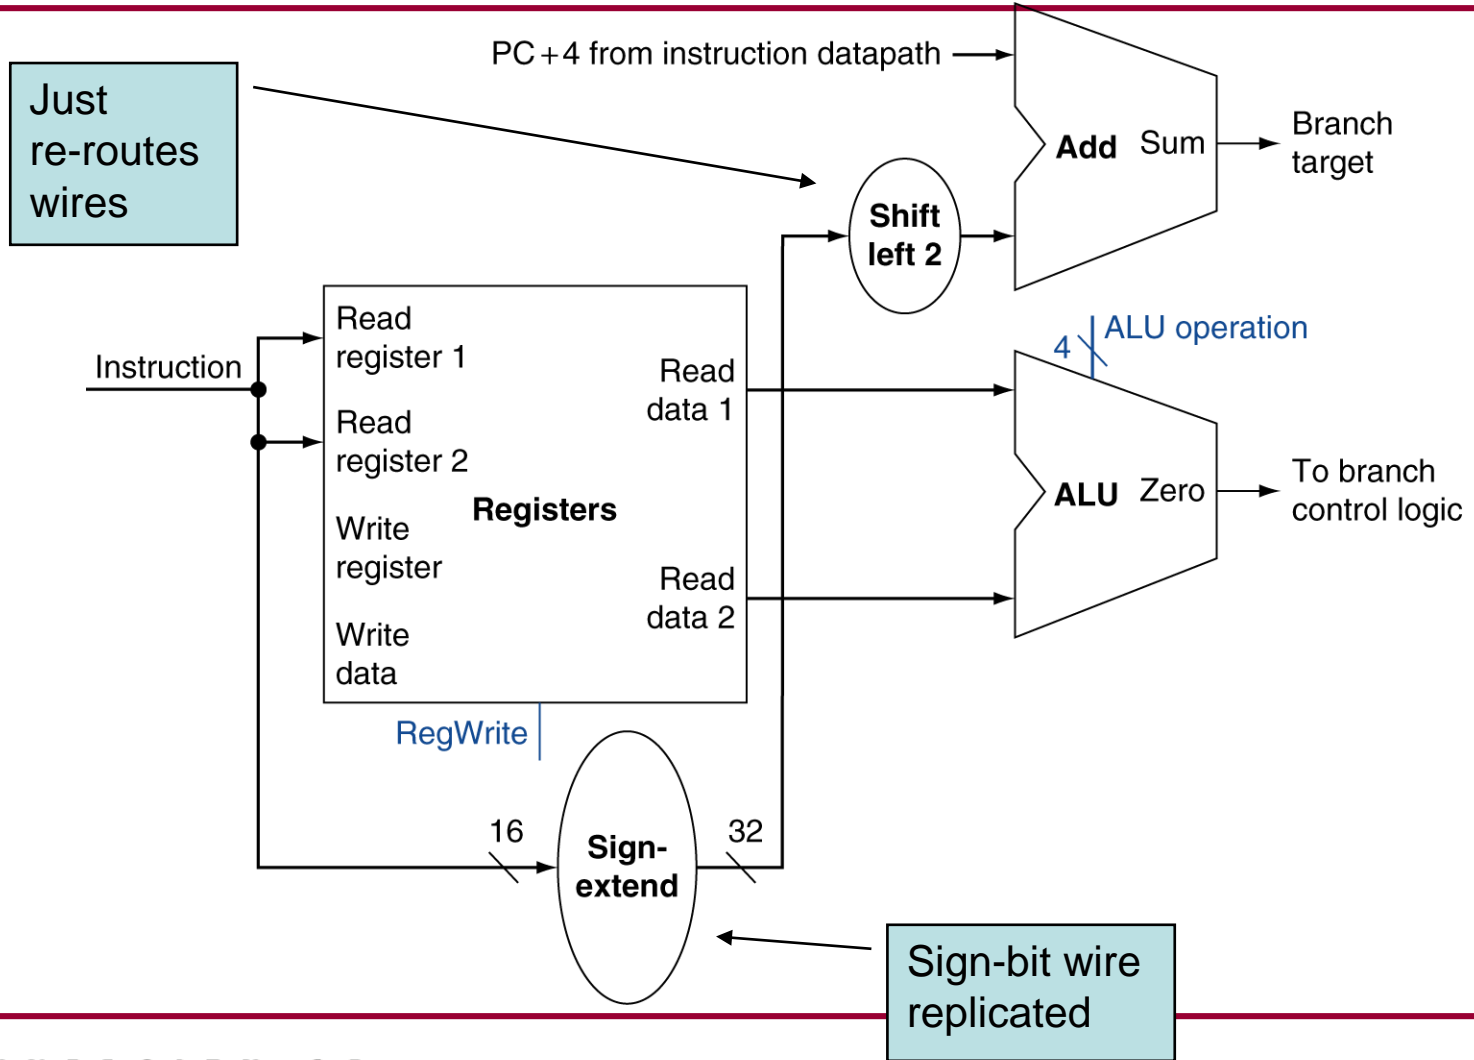 PC+4 from instruction datapath
Just
re-routes
wires
Add Sum
Branch
target
Shift
left 2
ALU operation
4
Instruction
Read
register 1
Read
data 1
Read
register 2
Registers
Write
register
Read
data 2
Write
data
ALU Zero
To branch
control logic
RegWrite
16
Sign-
extend
32
Sign-bit wire
replicated